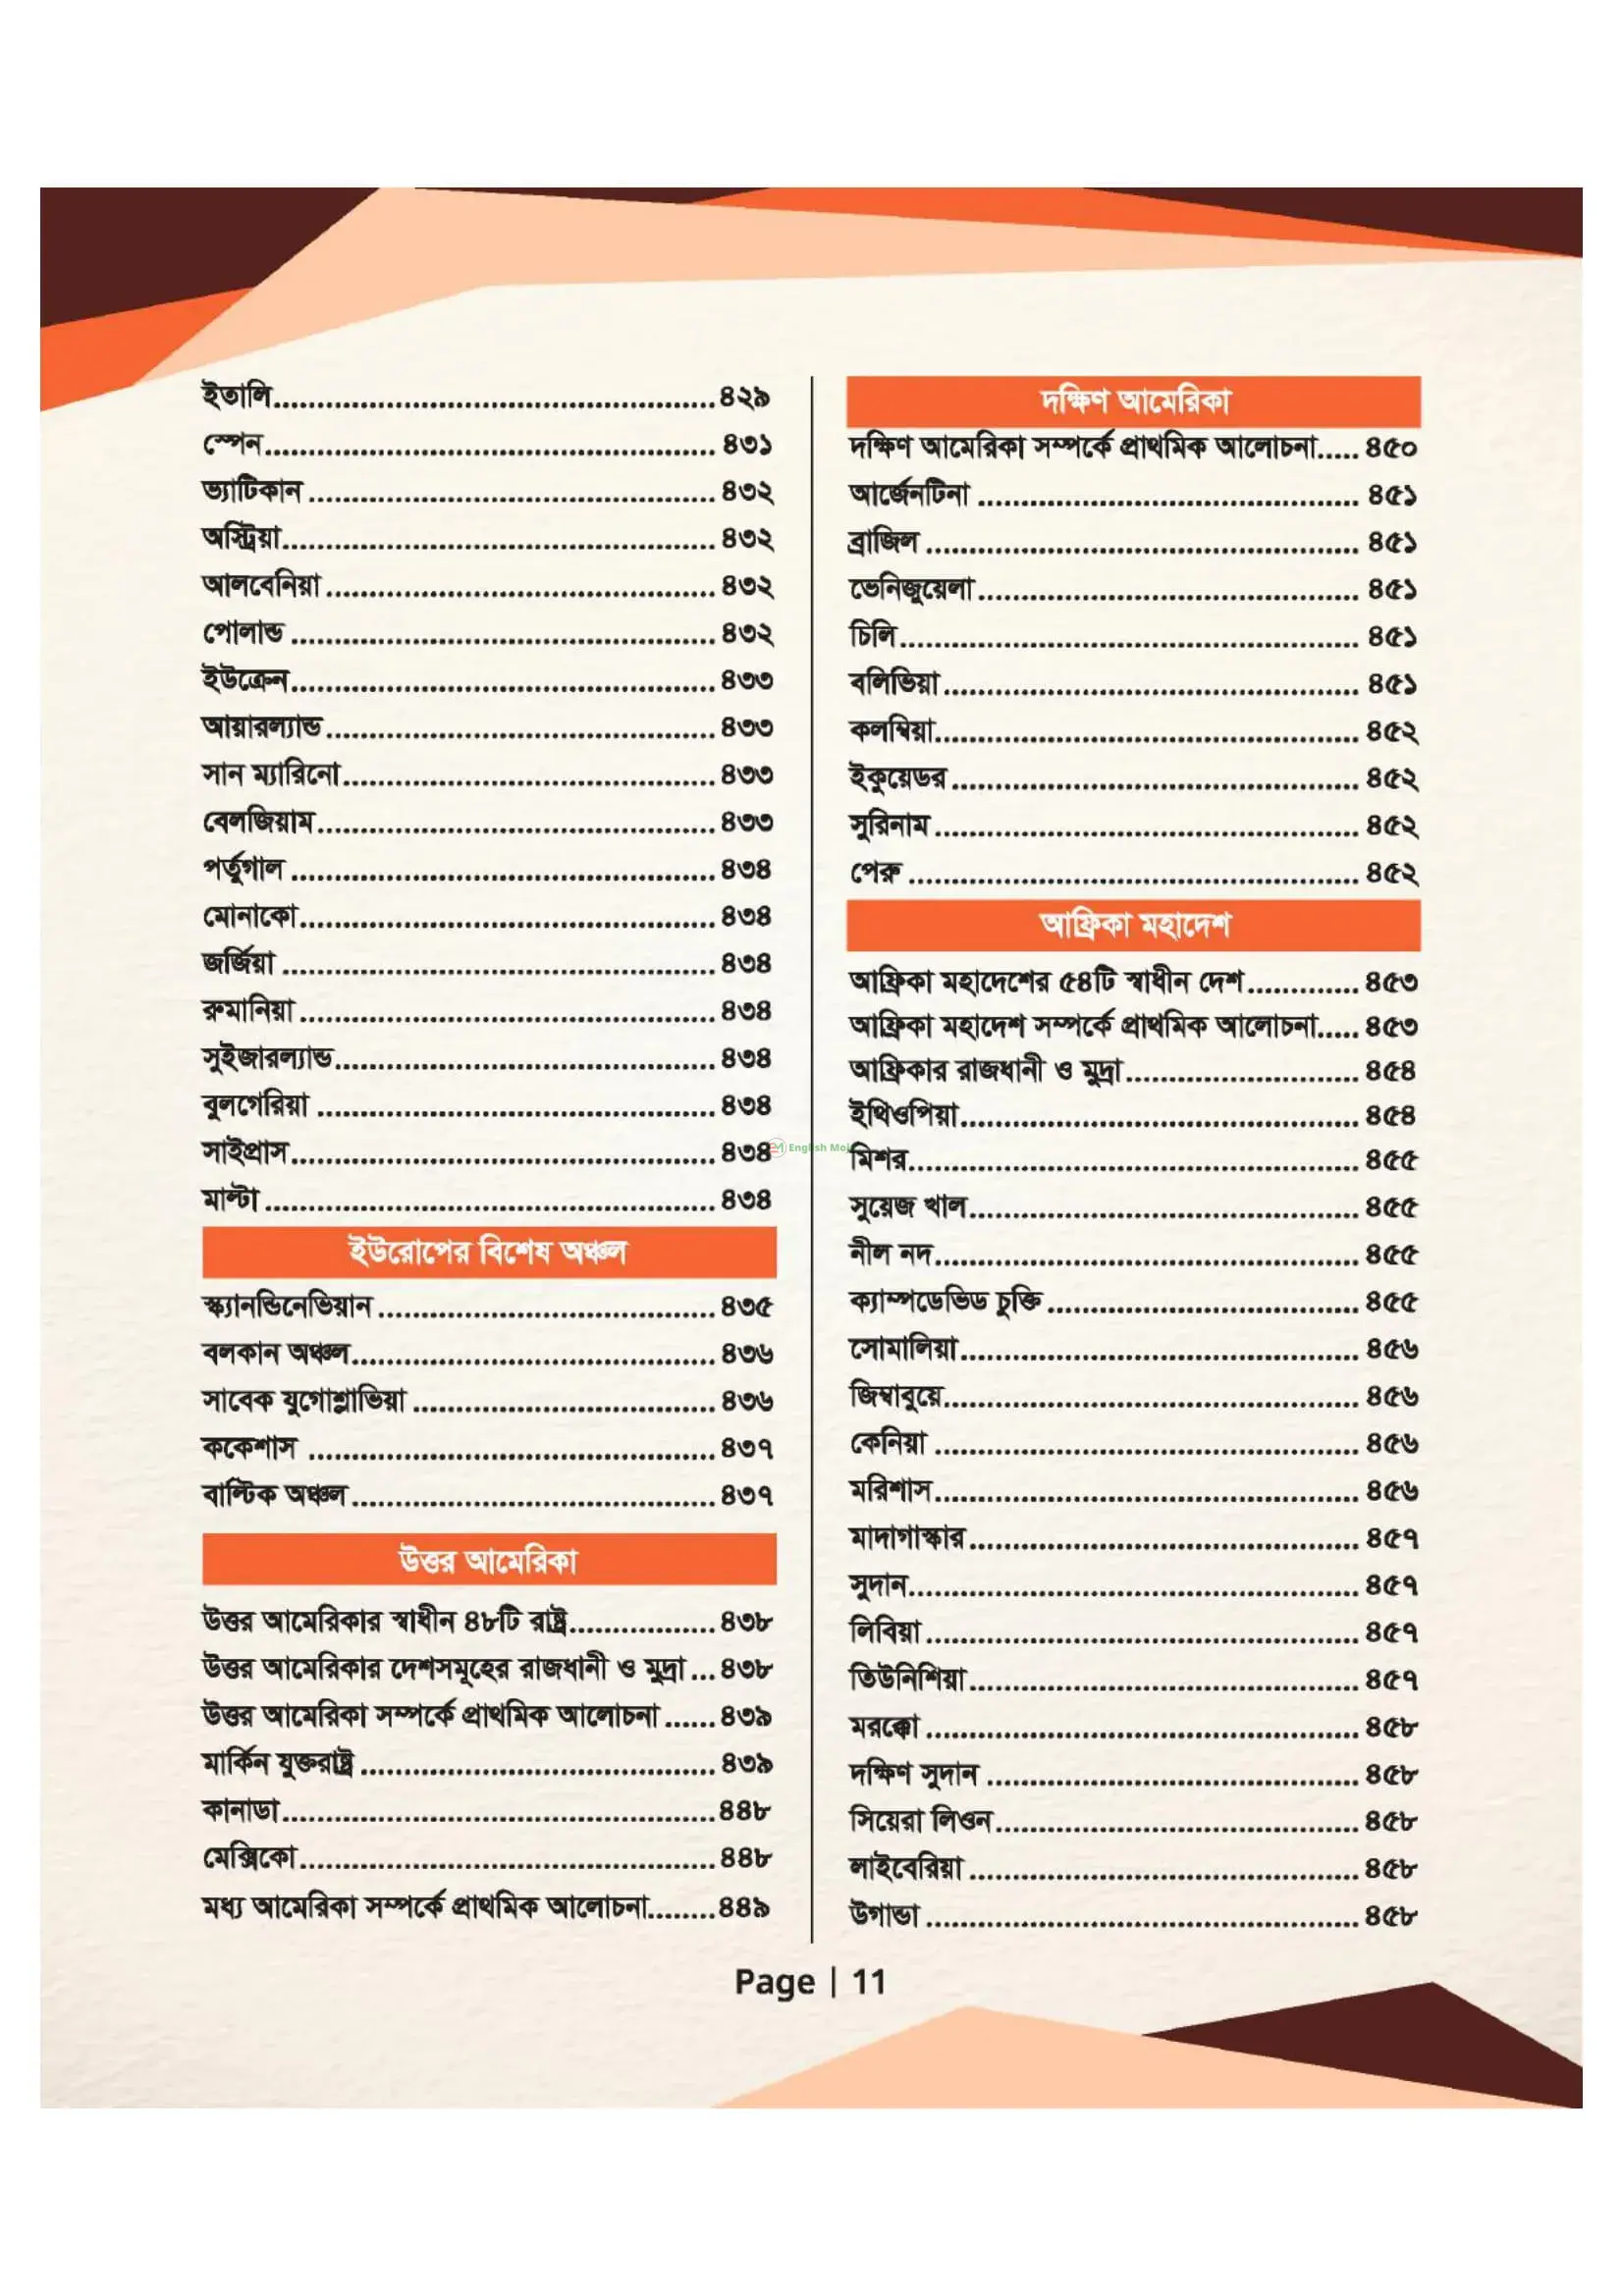 ইতালি...................................................৪২৯
স্পেন.................................................... ৪৩১
ভ্যাটিকান ............................................... ৪৩২
অস্ট্রিয়া.................................................. ৪৩২
আলবেনিয়া ............................................. ৪৩২
পোলান্ড ................................................. ৪৩২
ইউক্রেন................................................. ৪৩৩
আয়ারল্যান্ড............................................. ৪৩৩
সান ম্যারিনো........................................... ৪৩৩
বেলজিয়াম.............................................. ৪৩৩
পর্তুগাল ................................................. ৪৩৪
মোনাকো................................................ ৪৩৪
জর্জিয়া .................................................. ৪৩৪
রুমানিয়া ................................................ ৪৩৪
সুইজারল্যান্ড............................................ ৪৩৪
বুলগেরিয়া .............................................. ৪৩৪
সাইপ্রাস................................................. ৪৩৪
মাল্টা .................................................... ৪৩৪
ইউরোপের বিশেষ অঞ্চল
স্ক্যানন্ডিনেভিয়ান ....................................... ৪৩৫
বলকান অঞ্চল.......................................... ৪৩৬
সাবেক যুগোশ্লাভিয়া ................................... ৪৩৬
ককেশাস ............................................... ৪৩৭
বাল্টিক অঞ্চল.......................................... ৪৩৭
উত্তর আমেরিকা
উত্তর আমেরিকার স্বাধীন ৪৮টি রাষ্ট্র................. ৪৩৮
উত্তর আমেরিকার দেশসমূহের রাজধানী ও মুদ্রা ... ৪৩৮
উত্তর আমেরিকা সম্পর্কে প্রাথমিক আলোচনা ...... ৪৩৯
মার্কিন যুক্তরাষ্ট্র ......................................... ৪৩৯
কানাডা.................................................. ৪৪৮
মেক্সিকো................................................ ৪৪৮
মধ্য আমেরিকা সম্পর্কে প্রাথমিক আলোচনা........ ৪৪৯
দক্ষিণ আমেরিকা
দক্ষিণ আমেরিকা সম্পর্কে প্রাথমিক আলোচনা..... ৪৫০
আর্জেনটিনা ............................................ ৪৫১
ব্রাজিল .................................................. ৪৫১
ভেনিজুয়েলা ............................................ ৪৫১
চিলি..................................................... ৪৫১
বলিভিয়া................................................ ৪৫১
কলম্বিয়া................................................. ৪৫২
ইকুয়েডর ............................................... ৪৫২
সুরিনাম ................................................. ৪৫২
পেরু .................................................... ৪৫২
আফ্রিকা মহাদেশ
আফ্রিকা মহাদেশের ৫৪টি স্বাধীন দেশ ............. ৪৫৩
আফ্রিকা মহাদেশ সম্পর্কে প্রাথমিক আলোচনা..... ৪৫৩
আফ্রিকার রাজধানী ও মুদ্রা........................... ৪৫৪
ইথিওপিয়া.............................................. ৪৫৪
মিশর.................................................... ৪৫৫
সুয়েজ খাল............................................. ৪৫৫
নীল নদ................................................. ৪৫৫
ক্যাম্পডেভিড চুক্তি .................................... ৪৫৫
সোমালিয়া.............................................. ৪৫৬
জিম্বাবুয়ে................................................ ৪৫৬
কেনিয়া ................................................. ৪৫৬
মরিশাস................................................. ৪৫৬
মাদাগাস্কার............................................. ৪৫৭
সুদান.................................................... ৪৫৭
লিবিয়া .................................................. ৪৫৭
তিউনিশিয়া............................................. ৪৫৭
মরক্কো .................................................. ৪৫৮
দক্ষিণ সুদান ........................................... ৪৫৮
সিয়েরা লিওন.......................................... ৪৫৮
লাইবেরিয়া ............................................. ৪৫৮
উগান্ডা .................................................. ৪৫৮
Page | 11